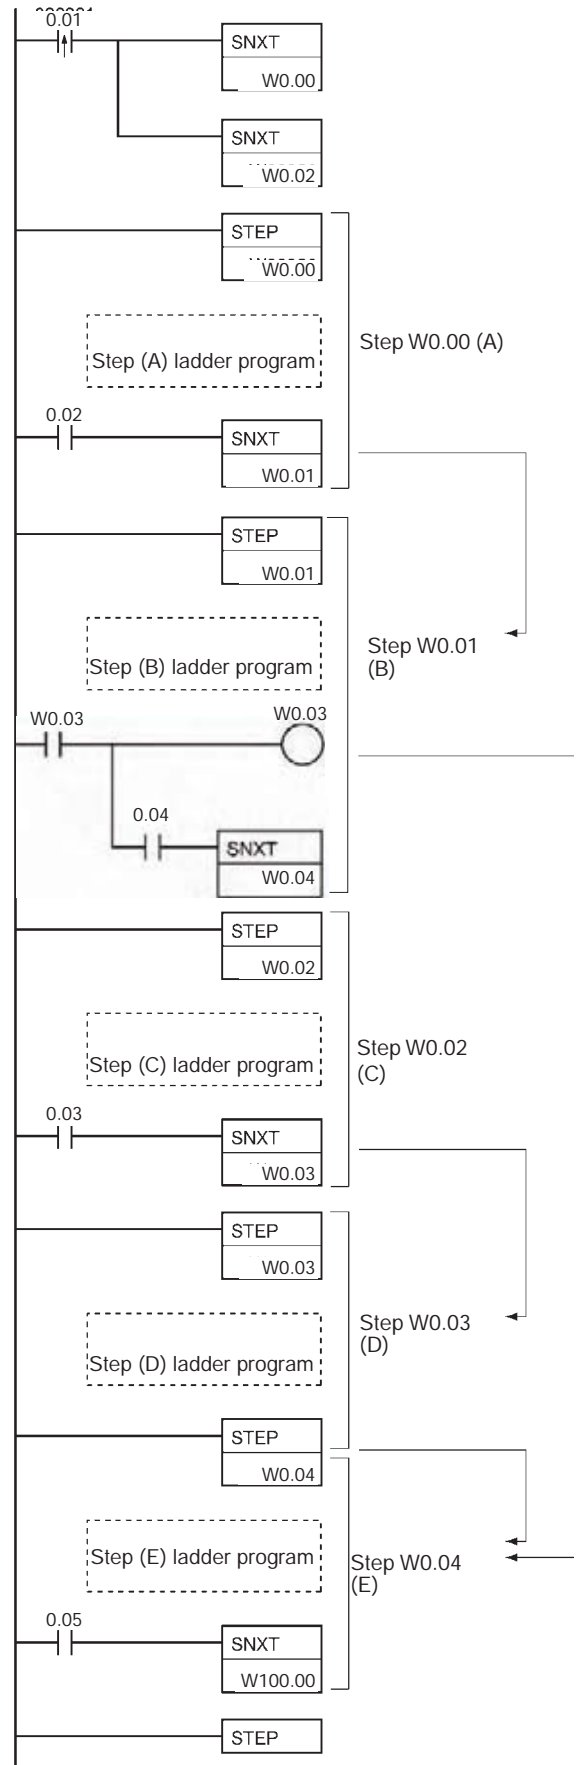 0.01
SNXT
W0.00
SNXT
W0.02
STEP
W0.00
Step W0.00 (A)
Step (A) ladder program
0.02
SNXT
W0.01
STEP
W0.01
Step W0.01
(B)
Step (B) ladder program
W0.03
W0.03
0.04
SNXT
W0.04
STEP
W0.02
Step W0.02
(C)
Step (C) ladder program
0.03
SNXT
W0.03
STEP
W0.03
Step W0.03
(D)
Step (D) ladder program
STEP
W0.04
Step (E) ladder program
Step W0.04
(E)
0.05
SNXT
W100.00
STEP